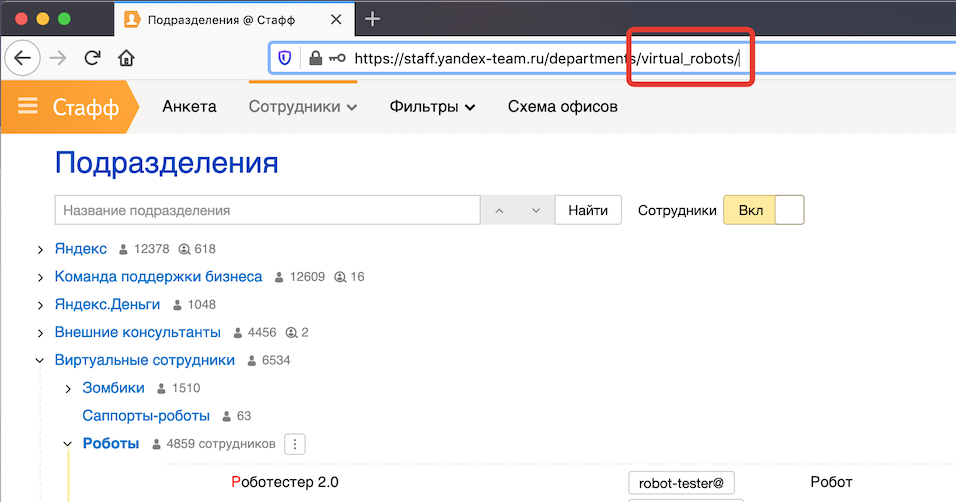 Подразделения @ Стафф
https://staff.yandex-team.ru/departments/virtual_robots/
Стафф Анкета Сотрудники Фильтры Схема офисов
Подразделения
Название подразделения Найти Сотрудники Вкл
Яндекс 12378 618
Команда поддержки бизнеса 12609 16
Яндекс.Деньги 1048
Внешние консультанты 4456 2
Виртуальные сотрудники 6534
Зомбики 1510
Саппорты-роботы 63
Роботы 4859 сотрудников
Роботестер 2.0 robot-tester@ Робот